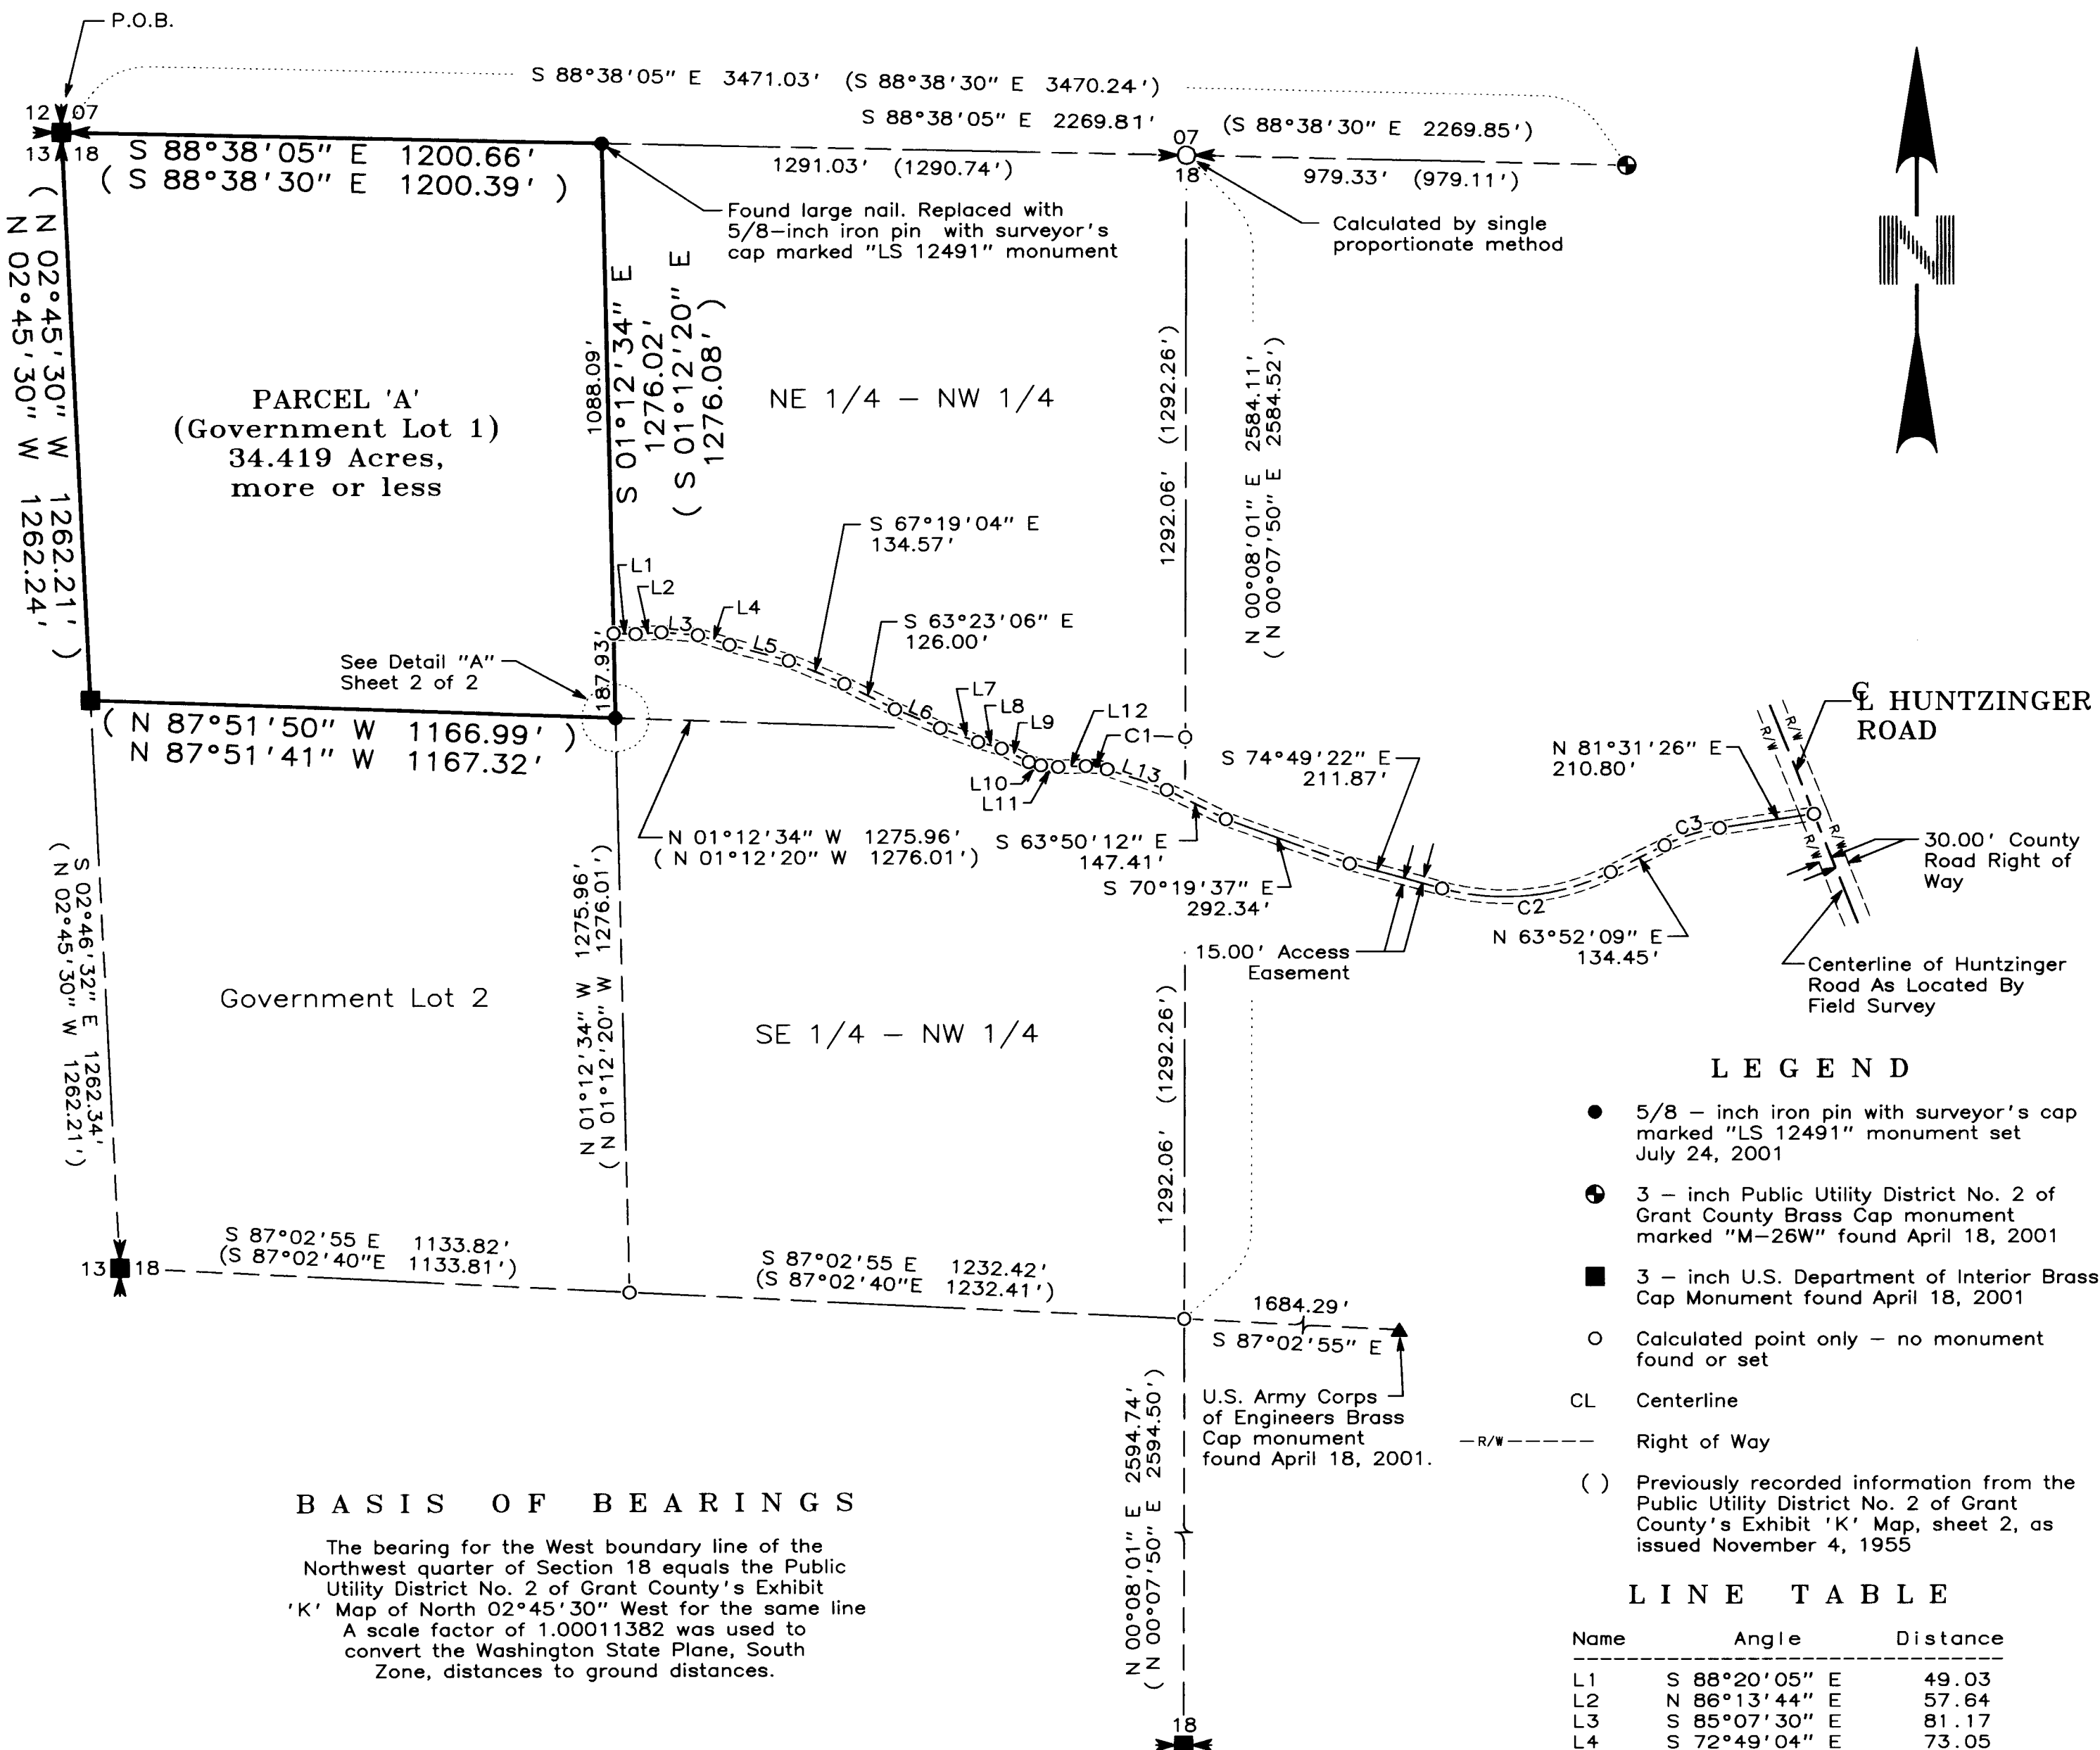 P.O.B.
S 88°38'05" E 3471.03' (S 88°38'30" E 3470.24')
S 88°38'05" E 2269.81'
(S 88°38'30" E 2269.85')
12 07
13 18
S 88°38'05" E 1200.66'
( S 88°38'30" E 1200.39' )
07
18
1291.03' (1290.74')
979.33' (979.11')
Found large nail. Replaced with
5/8-inch iron pin with surveyor's
cap marked "LS 12491" monument
Calculated by single
proportionate method
N
( N 02°45'30" W 1262.21' )
N 02°45'30" W 1262.24'
1088.09'
S 01°12'34" E
1276.02'
( S 01°12'20" E
1276.08' )
PARCEL 'A'
(Government Lot 1)
34.419 Acres,
more or less
NE 1/4 - NW 1/4
1292.06' (1292.26')
N 00°08'01" E 2584.11'
( N 00°07'50" E 2584.52')
S 67°19'04" E
134.57'
L1
L2
L3
L4
L5
S 63°23'06" E
126.00'
See Detail "A"
Sheet 2 of 2
187.93'
L6
L7
L8
L9
L10
L11
L12
C1
L13
( N 87°51'50" W 1166.99' )
N 87°51'41" W 1167.32'
S 74°49'22" E
211.87'
N 81°31'26" E
210.80'
CL HUNTZINGER
ROAD
R/W
R/W
R/W
R/W
C3
30.00' County
Road Right of
Way
N 01°12'34" W 1275.96'
( N 01°12'20" W 1276.01')
S 63°50'12" E
147.41'
S 70°19'37" E
292.34'
C2
N 63°52'09" E
134.45'
15.00' Access
Easement
Centerline of Huntzinger
Road As Located By
Field Survey
S 02°46'32" E 1262.34'
( N 02°45'30" W 1262.21')
Government Lot 2
N 01°12'34" W 1275.96'
( N 01°12'20" W 1276.01')
SE 1/4 - NW 1/4
1292.06' (1292.26')
13 18
S 87°02'55 E 1133.82'
(S 87°02'40"E 1133.81')
S 87°02'55 E 1232.42'
(S 87°02'40"E 1232.41')
1684.29'
S 87°02'55" E
U.S. Army Corps
of Engineers Brass
Cap monument
found April 18, 2001.
N 00°08'01" E 2594.74'
( N 00°07'50" E 2594.50')
18
BASIS OF BEARINGS
The bearing for the West boundary line of the
Northwest quarter of Section 18 equals the Public
Utility District No. 2 of Grant County's Exhibit
'K' Map of North 02°45'30" West for the same line
A scale factor of 1.00011382 was used to
convert the Washington State Plane, South
Zone, distances to ground distances.
LEGEND
5/8 - inch iron pin with surveyor's cap
marked "LS 12491" monument set
July 24, 2001
3 - inch Public Utility District No. 2 of
Grant County Brass Cap monument
marked "M-26W" found April 18, 2001
3 - inch U.S. Department of Interior Brass
Cap Monument found April 18, 2001
Calculated point only - no monument
found or set
CL Centerline
R/W Right of Way
( ) Previously recorded information from the
Public Utility District No. 2 of Grant
County's Exhibit 'K' Map, sheet 2, as
issued November 4, 1955
LINE TABLE
Name Angle Distance
L1 S 88°20'05" E 49.03
L2 N 86°13'44" E 57.64
L3 S 85°07'30" E 81.17
L4 S 72°49'04" E 73.05